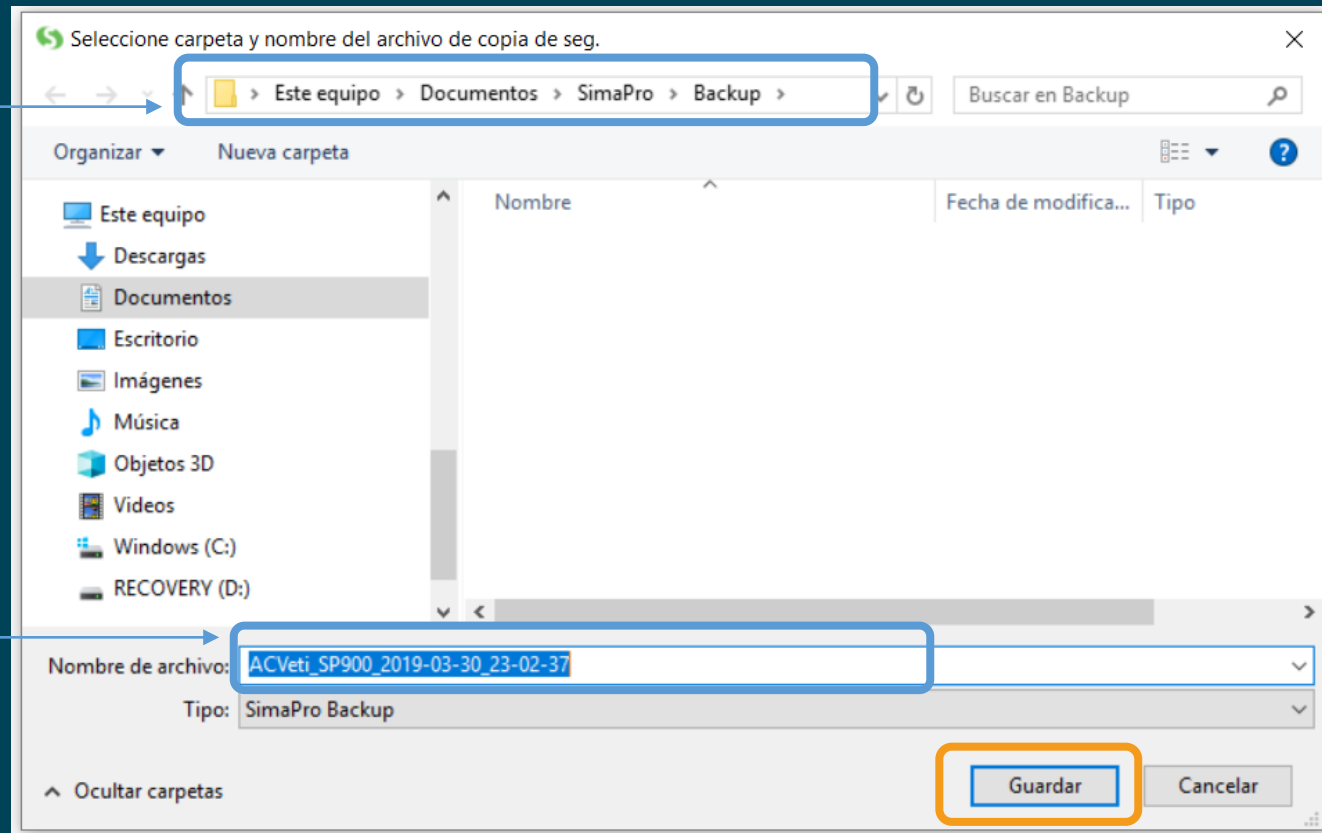 Seleccione carpeta y nombre del archivo de copia de seg.
Este equipo > Documentos > SimaPro > Backup >
Buscar en Backup
Organizar
Nueva carpeta
Nombre
Fecha de modifica...
Tipo
Este equipo
Descargas
Documentos
Escritorio
Imágenes
Música
Objetos 3D
Videos
Windows (C:)
RECOVERY (D:)
Nombre de archivo: ACVeti_SP900_2019-03-30_23-02-37
Tipo: SimaPro Backup
Ocultar carpetas
Guardar
Cancelar